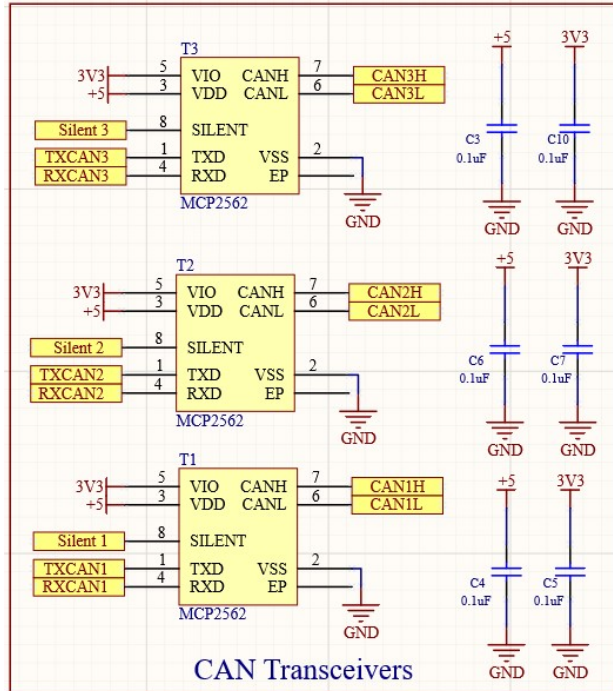 T3
3V3 5 VIO CANH 7 CAN3H
+5 3 VDD CANL 6 CAN3L
Silent 3 8 SILENT
TXCAN3 1 TXD VSS 2
RXCAN3 4 RXD EP
MCP2562
GND
+5 3V3
C3 C10
0.1uF 0.1uF
GND GND
T2
3V3 5 VIO CANH 7 CAN2H
+5 3 VDD CANL 6 CAN2L
Silent 2 8 SILENT
TXCAN2 1 TXD VSS 2
RXCAN2 4 RXD EP
MCP2562
GND
+5 3V3
C6 C7
0.1uF 0.1uF
GND GND
T1
3V3 5 VIO CANH 7 CAN1H
+5 3 VDD CANL 6 CAN1L
Silent 1 8 SILENT
TXCAN1 1 TXD VSS 2
RXCAN1 4 RXD EP
MCP2562
GND
+5 3V3
C4 C5
0.1uF 0.1uF
GND GND
CAN Transceivers